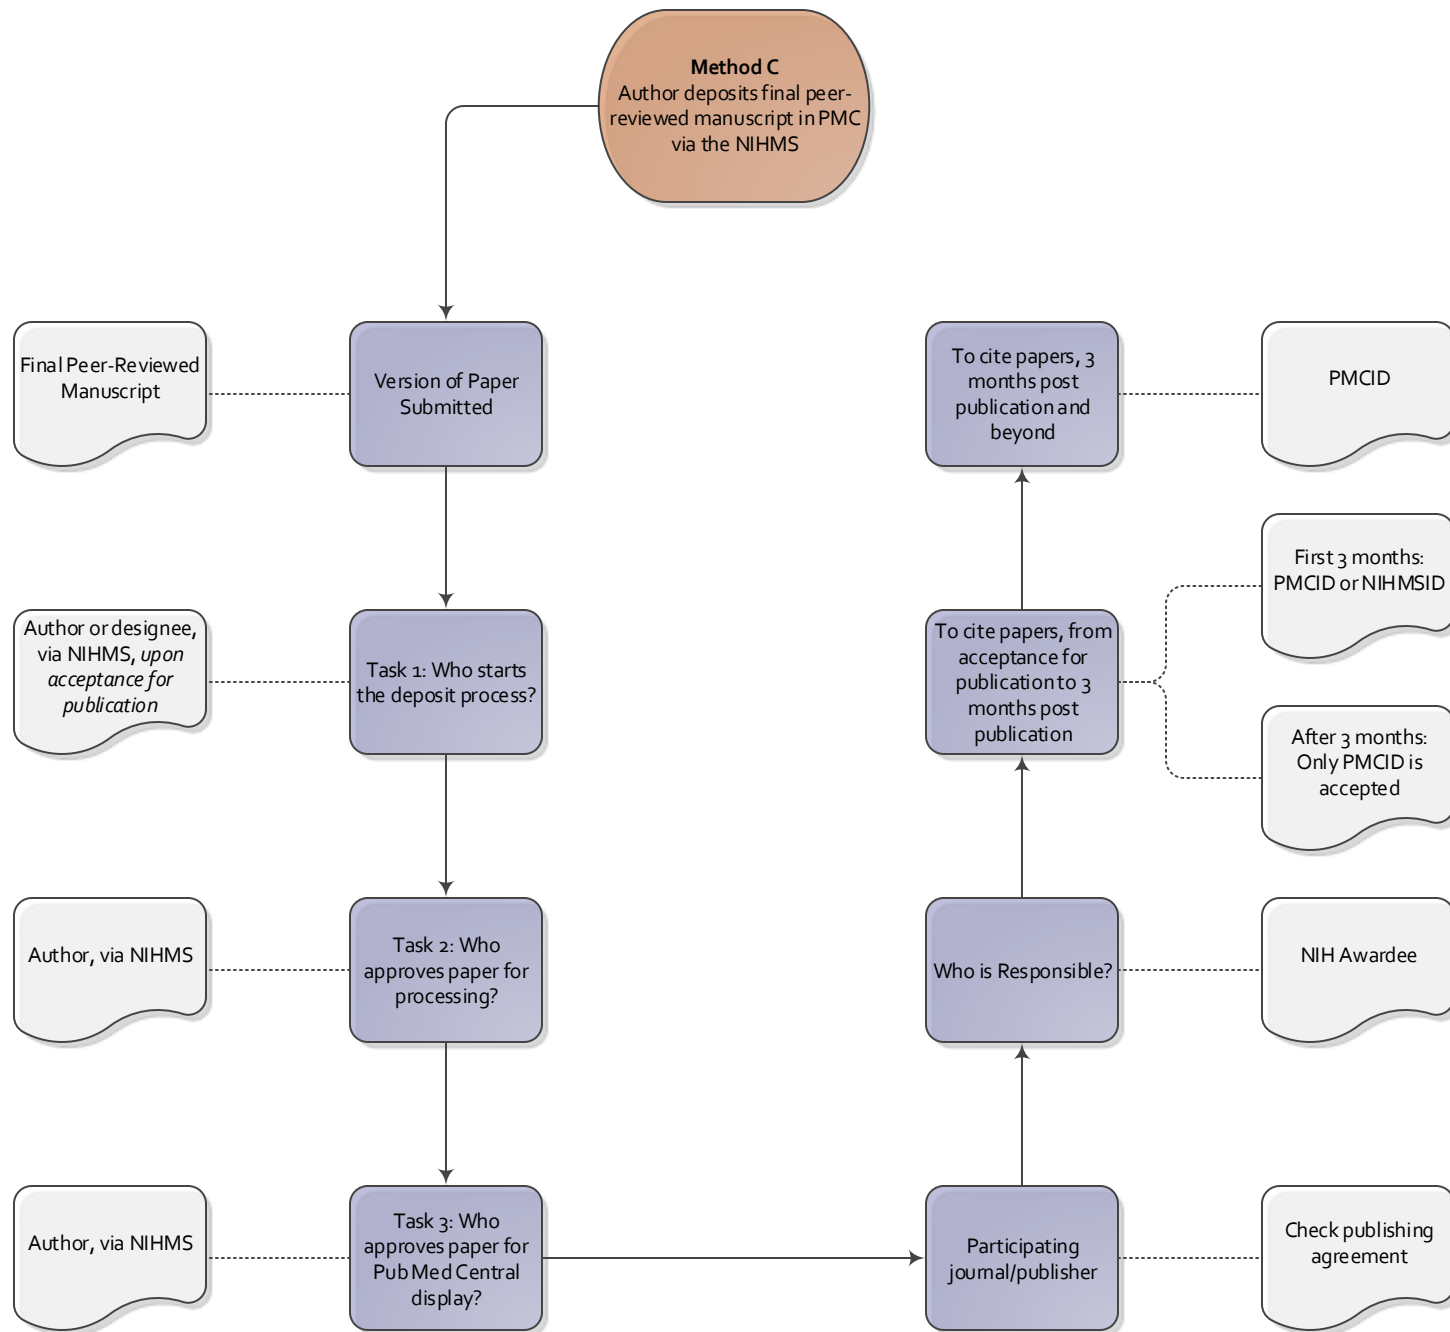 Method C
Author deposits final peer-
reviewed manuscript in PMC
via the NIHMS
Final Peer-Reviewed
Manuscript
Version of Paper
Submitted
To cite papers, 3
months post
publication and
beyond
PMCID
First 3 months:
PMCID or NIHMSID
Author or designee,
via NIHMS, upon
acceptance for
publication
Task 1: Who starts
the deposit process?
To cite papers, from
acceptance for
publication to 3
months post
publication
After 3 months:
Only PMCID is
accepted
Author, via NIHMS
Task 2: Who
approves paper for
processing?
Who is Responsible?
NIH Awardee
Author, via NIHMS
Task 3: Who
approves paper for
PubMed Central
display?
Participating
journal/publisher
Check publishing
agreement